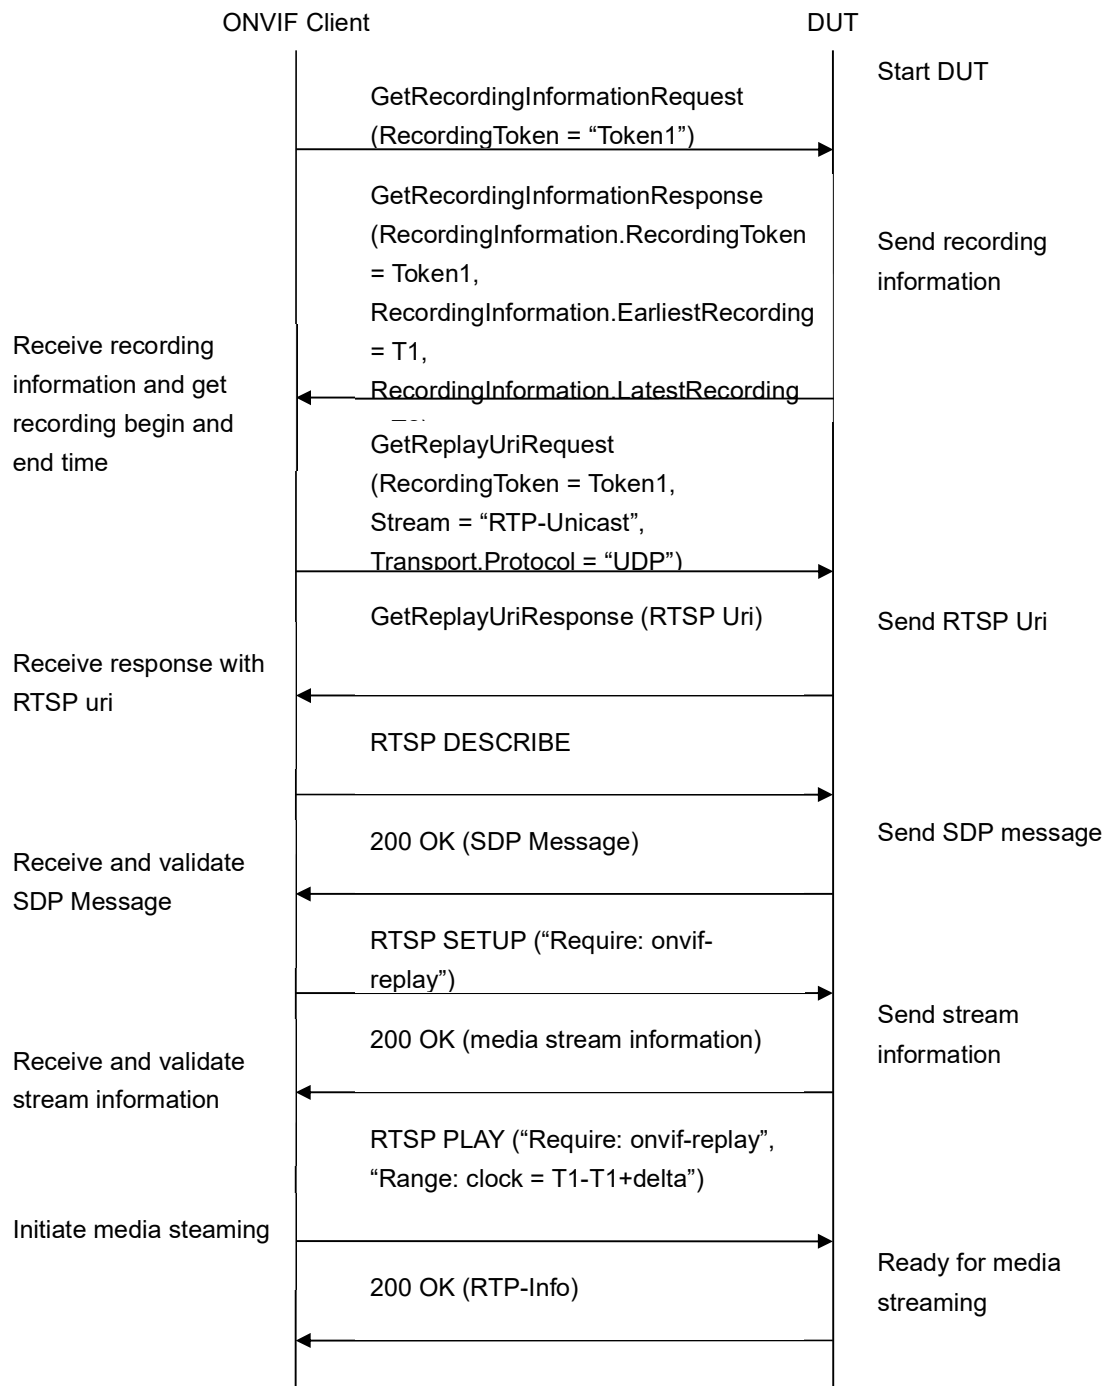 ONVIF Client
DUT
Start DUT
GetRecordingInformationRequest
(RecordingToken = “Token1”)
GetRecordingInformationResponse
(RecordingInformation.RecordingToken
= Token1,
RecordingInformation.EarliestRecording
= T1,
RecordingInformation.LatestRecording
Send recording
information
Receive recording
information and get
recording begin and
end time
GetReplayUriRequest
(RecordingToken = Token1,
Stream = “RTP-Unicast”,
Transport.Protocol = “UDP”)
GetReplayUriResponse (RTSP Uri)
Send RTSP Uri
Receive response with
RTSP uri
RTSP DESCRIBE
200 OK (SDP Message)
Send SDP message
Receive and validate
SDP Message
RTSP SETUP (“Require: onvif-
replay”)
200 OK (media stream information)
Send stream
information
Receive and validate
stream information
RTSP PLAY (“Require: onvif-replay”,
“Range: clock = T1-T1+delta”)
Initiate media steaming
200 OK (RTP-Info)
Ready for media
streaming